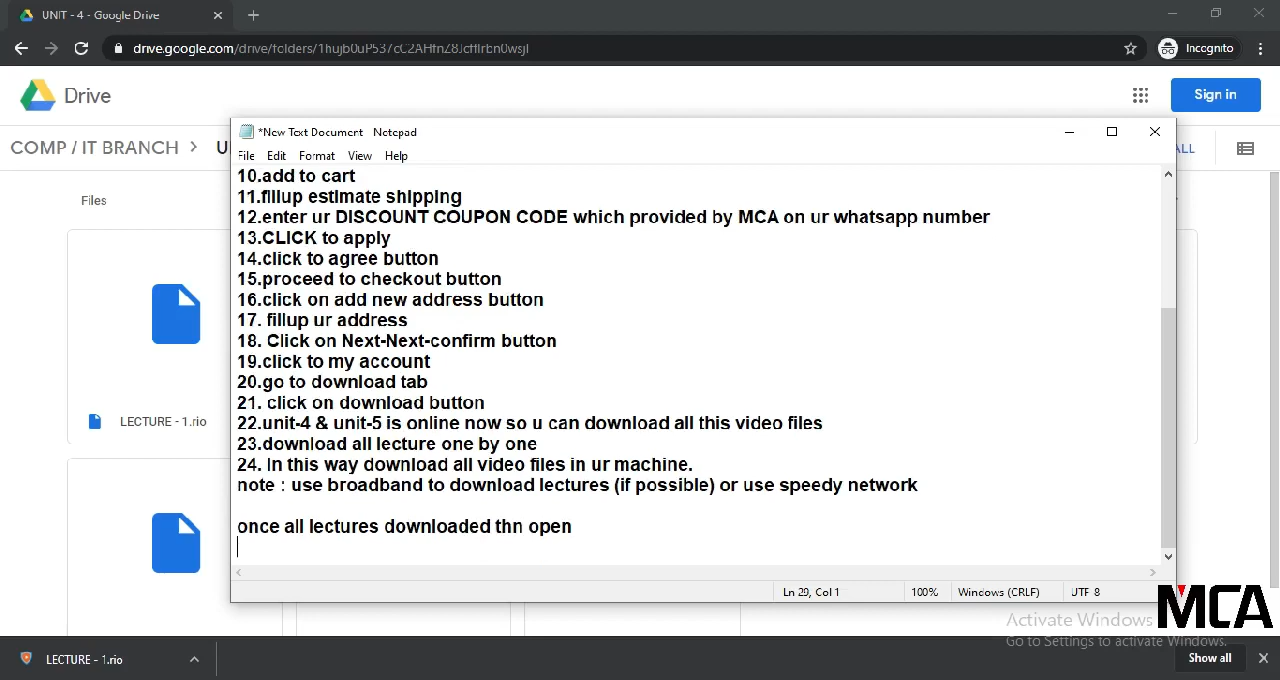 UNIT - 4 - Google Drive
drive.google.com/drive/folders/
Incognito
Drive
Sign in
COMP / IT BRANCH > U
ALL
*New Text Document - Notepad
File Edit Format View Help
Files
10.add to cart
11.fillup estimate shipping
12.enter ur DISCOUNT COUPON CODE which provided by MCA on ur whatsapp number
13.CLICK to apply
14.click to agree button
15.proceed to checkout button
16.click on add new address button
17. fillup ur address
18. Click on Next-Next-confirm button
19.click to my account
20.go to download tab
21. click on download button
22.unit-4 & unit-5 is online now so u can download all this video files
23.download all lecture one by one
24. In this way download all video files in ur machine.
note : use broadband to download lectures (if possible) or use speedy network
once all lectures downloaded thn open
LECTURE - 1.rio
Ln 29, Col 1 100% Windows (CRLF) UTF-8
MCA
Activate Windows
Go to Settings to activate Windows.
LECTURE - 1.rio
Show all